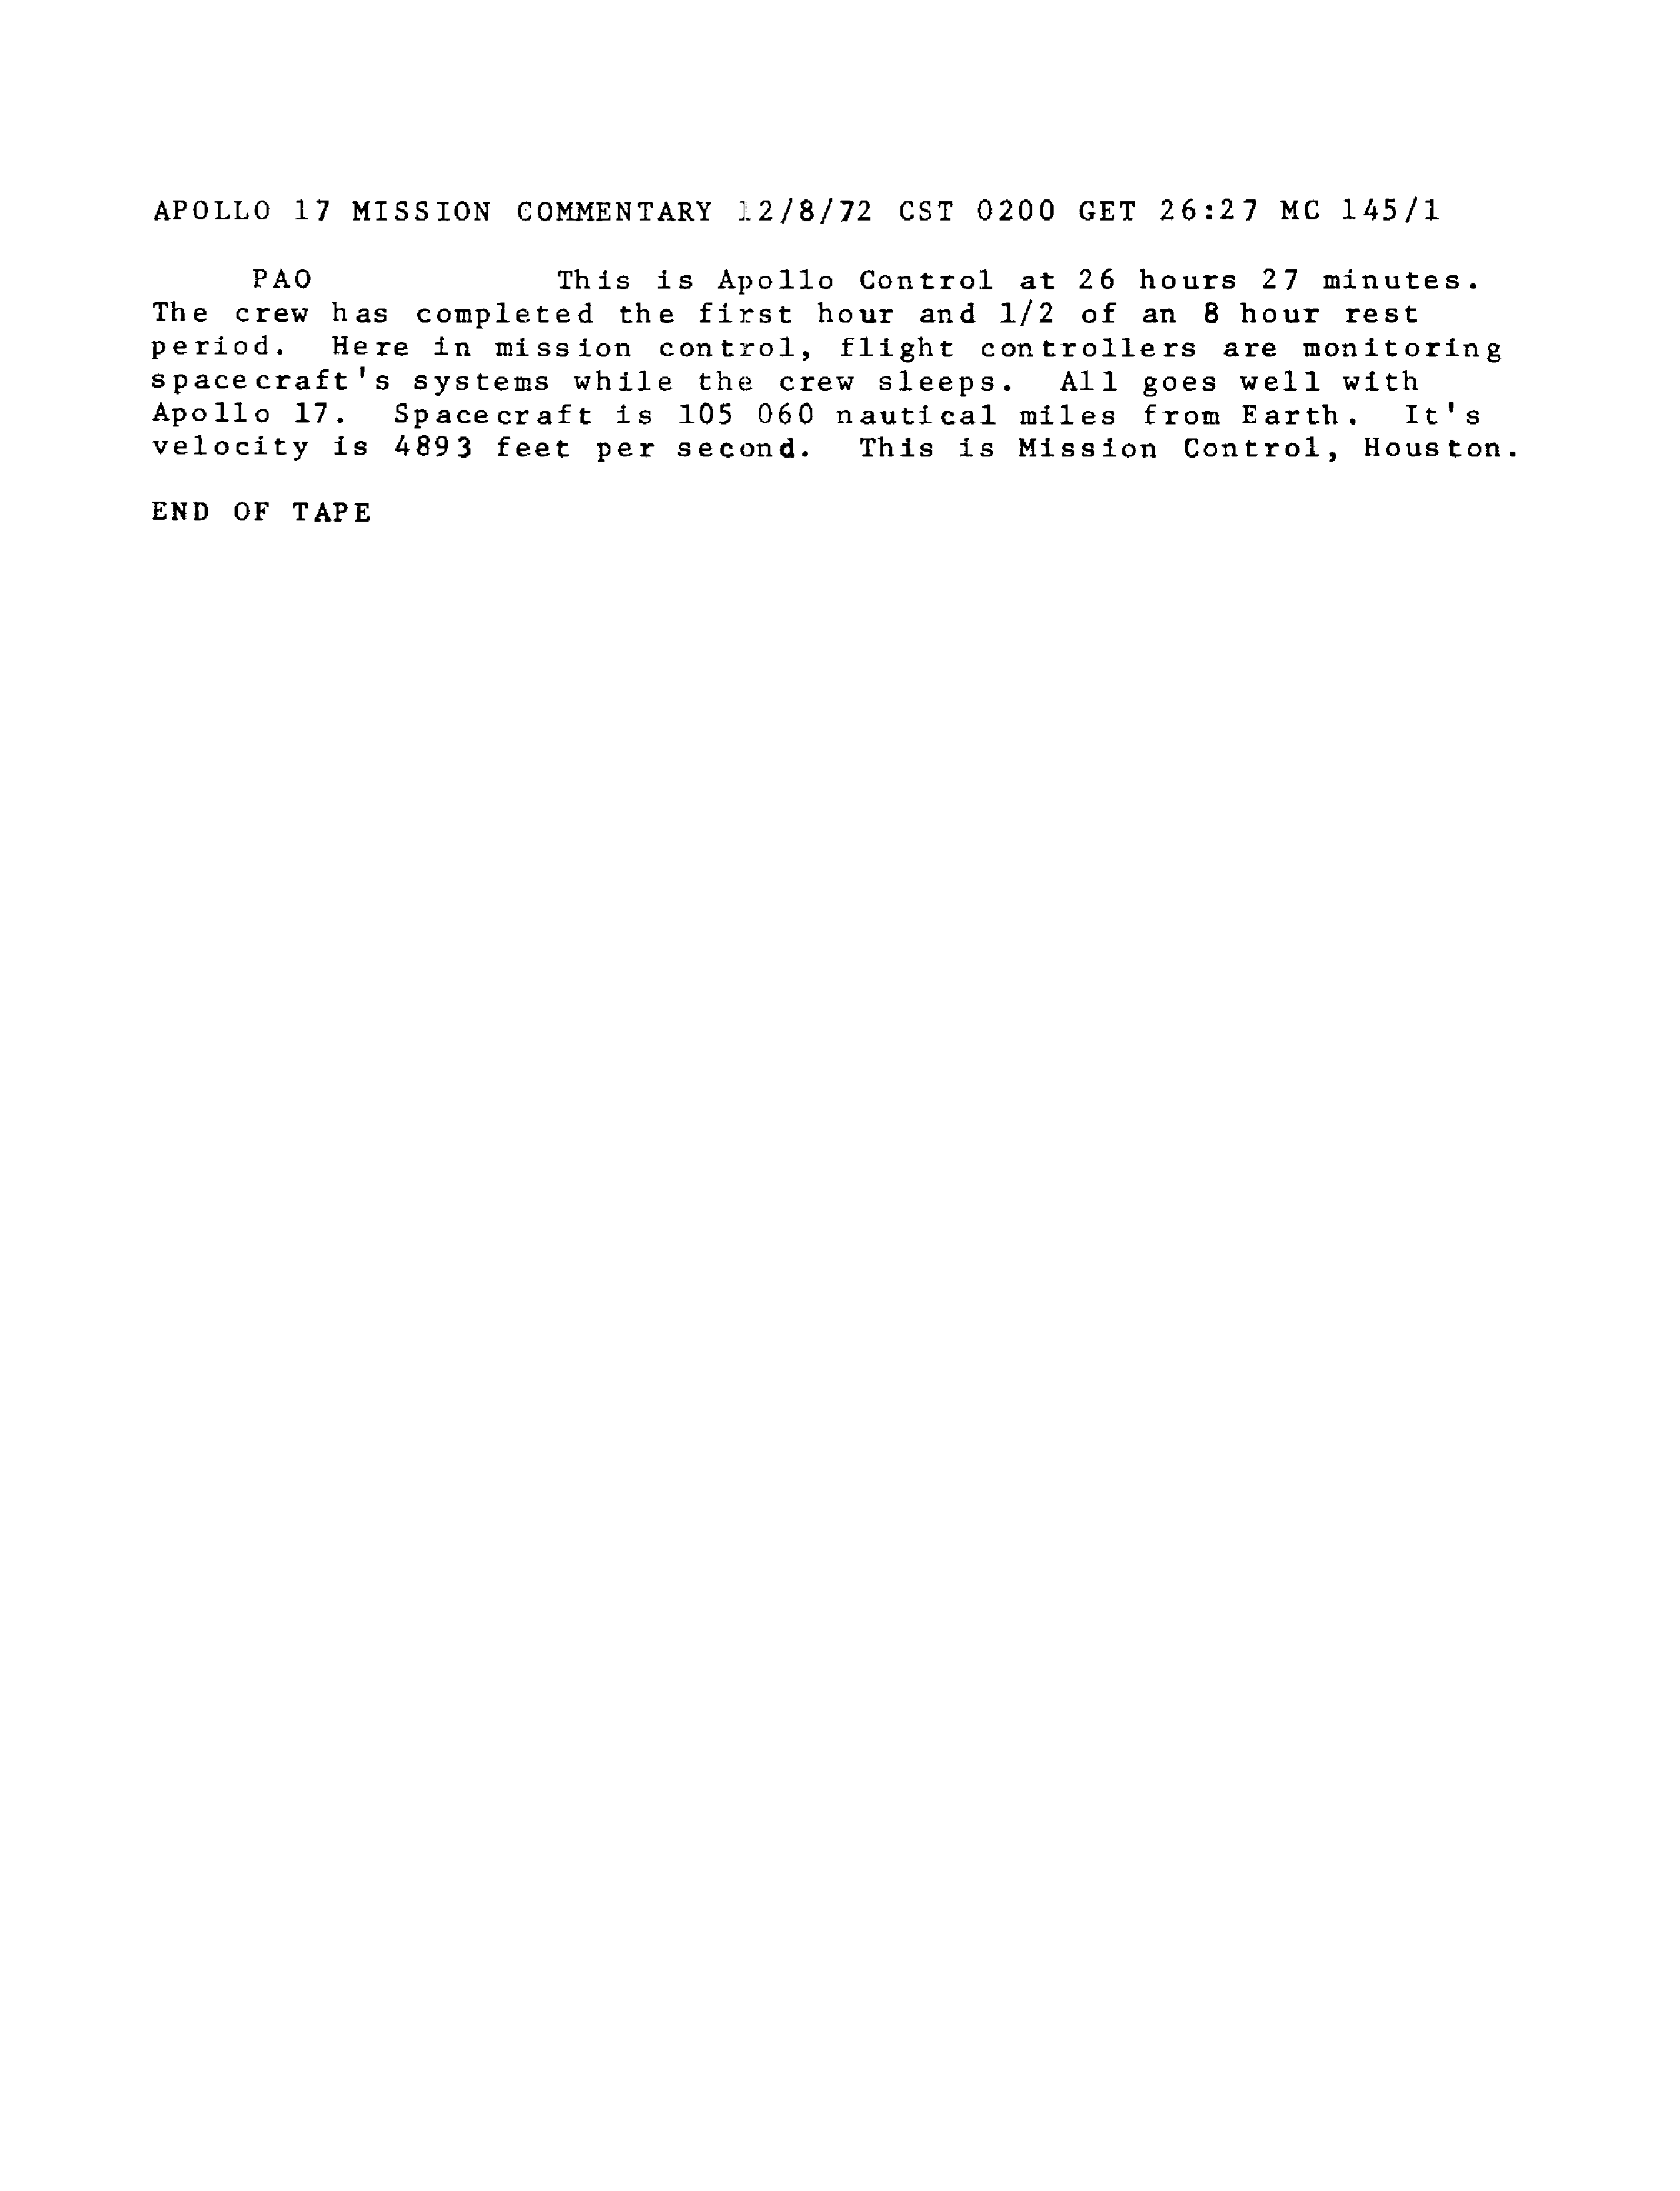 APOLLO 17 MISSION COMMENTARY 12/8/72 CST 0200 GET 26:27 MC 145/1
PAO This is Apollo Control at 26 hours 27 minutes.
The crew has completed the first hour and 1/2 of an 8 hour rest
period. Here in mission control, flight controllers are monitoring
spacecraft's systems while the crew sleeps. All goes well with
Apollo 17. Spacecraft is 105 060 nautical miles from Earth. It's
velocity is 4893 feet per second. This is Mission Control, Houston.
END OF TAPE